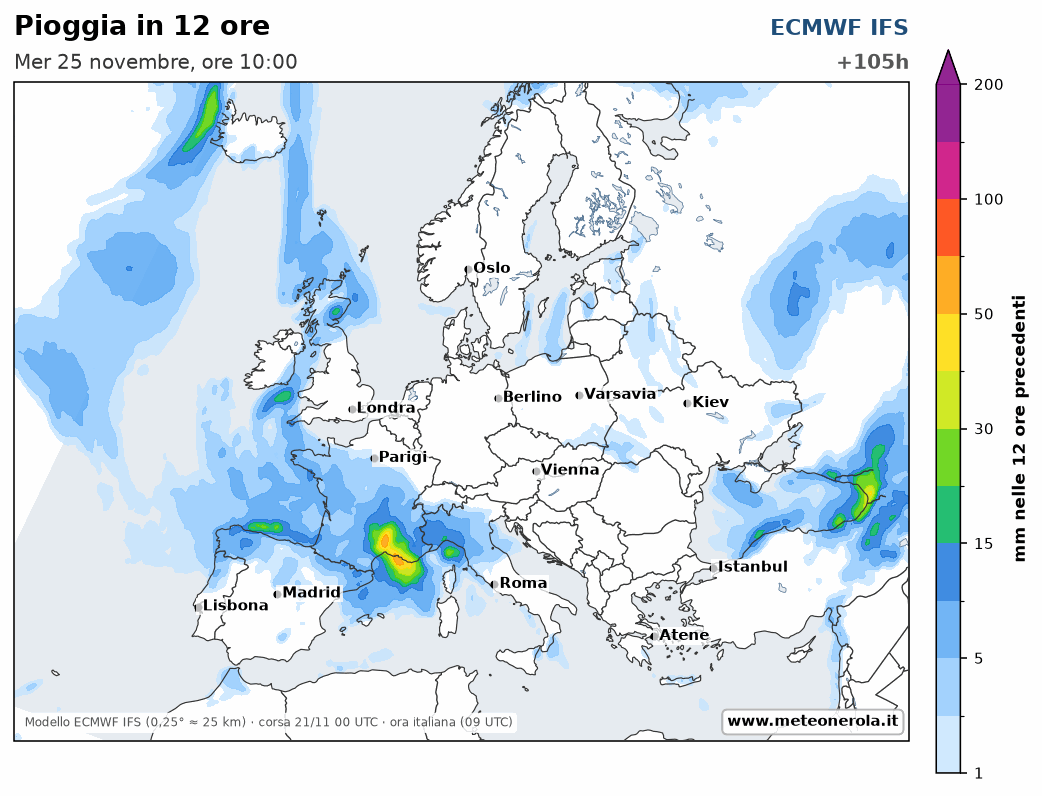 Pioggia in 12 ore
ECMWF IFS
Mer 25 novembre, ore 10:00
+105h
200
100
50
30
15
5
1
mm nelle 12 ore precedenti
Oslo
Berlino
Varsavia
Kiev
Londra
Parigi
Vienna
Istanbul
Roma
Madrid
Lisbona
Atene
Modello ECMWF IFS (0,25° ≈ 25 km) · corsa 21/11 00 UTC · ora italiana (09 UTC)
www.meteonerola.it